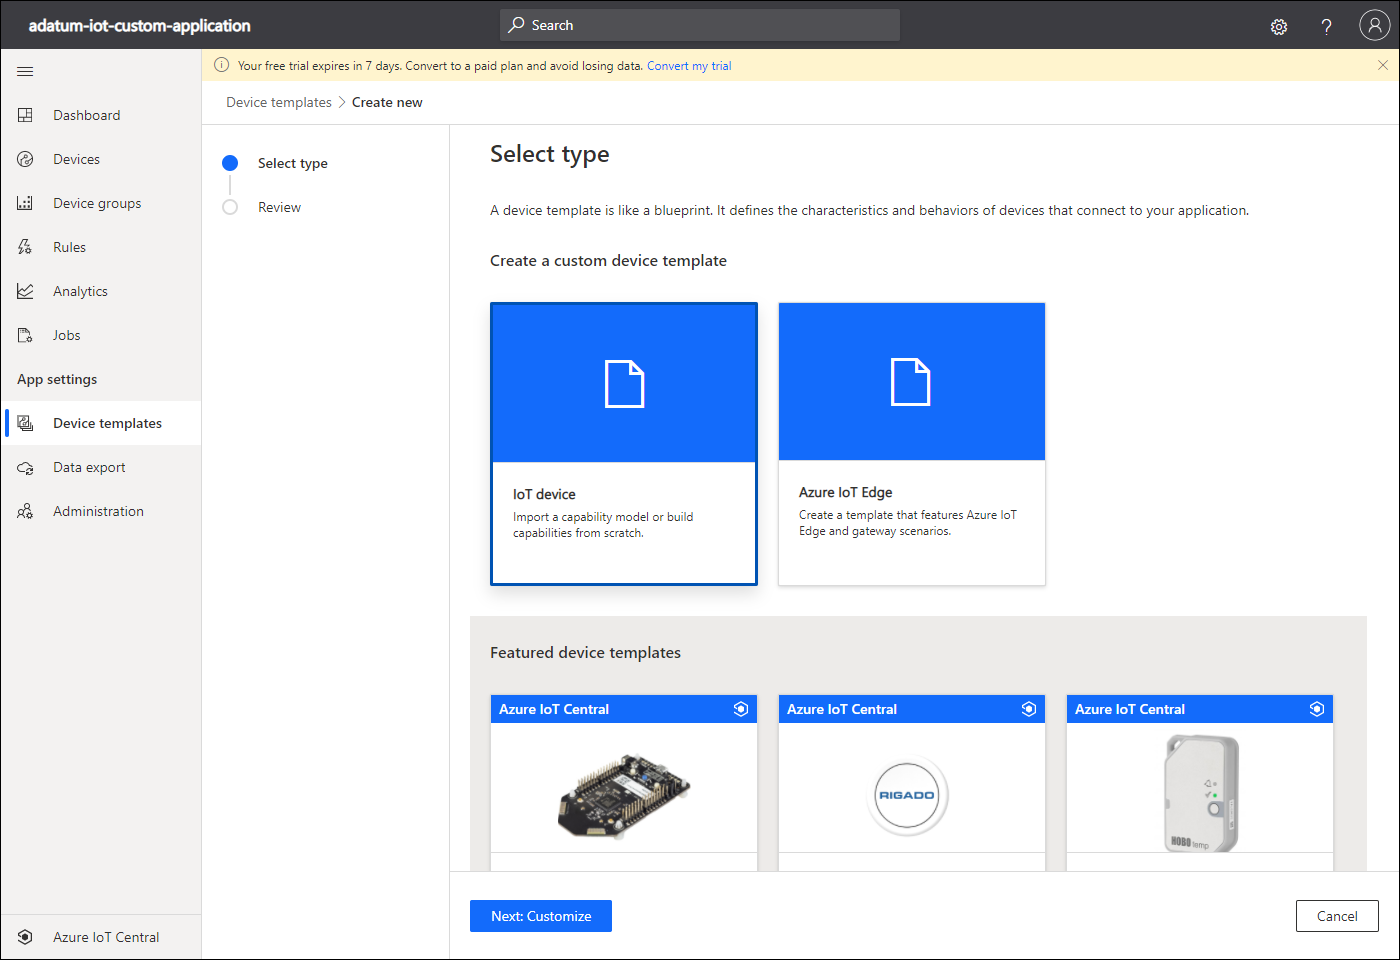 adatum-iot-custom-application
Search
?
Your free trial expires in 7 days. Convert to a paid plan and avoid losing data. Convert my trial
Dashboard
Devices
Device groups
Rules
Analytics
Jobs
App settings
Device templates
Data export
Administration
Azure IoT Central
Device templates > Create new
Select type
Review
Select type
A device template is like a blueprint. It defines the characteristics and behaviors of devices that connect to your application.
Create a custom device template
IoT device
Import a capability model or build
capabilities from scratch.
Azure IoT Edge
Create a template that features Azure IoT
Edge and gateway scenarios.
Featured device templates
Azure IoT Central
Azure IoT Central
RIGADO
Azure IoT Central
HOBO temp
Next: Customize
Cancel